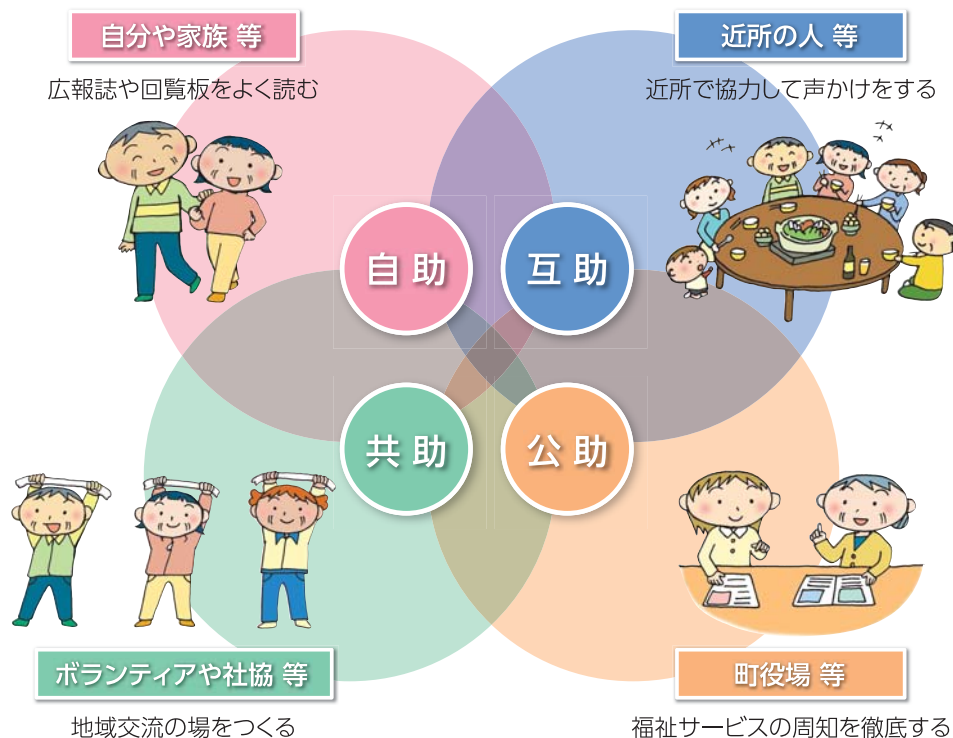 自分や家族 等
広報誌や回覧板をよく読む
近所の人 等
近所で協力して声かけをする
自助
互助
共助
公助
ボランティアや社協 等
地域交流の場をつくる
町役場 等
福祉サービスの周知を徹底する